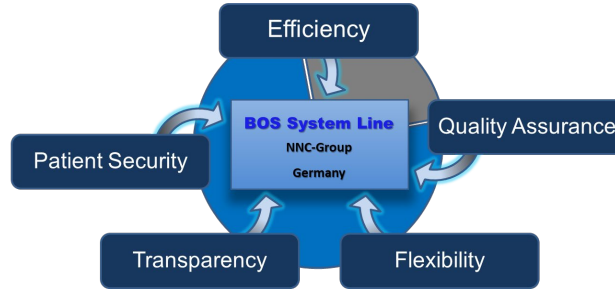 Efficiency
BOS System Line
NNC-Group
Germany
Quality Assurance
Patient Security
Transparency
Flexibility